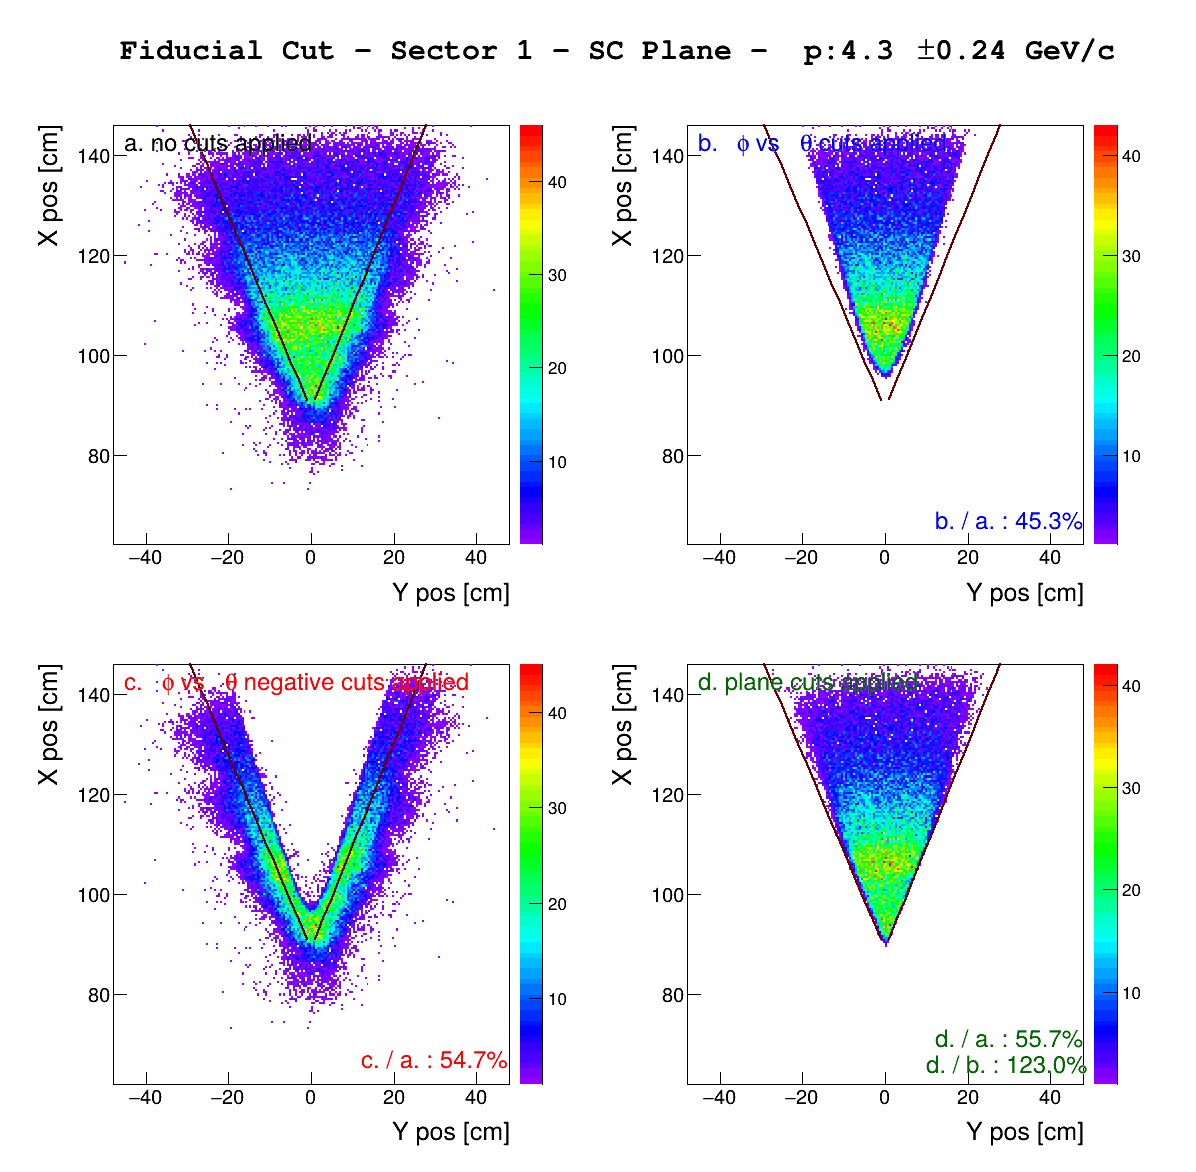 Fiducial Cut - Sector 1 - SC Plane - p:4.3 ±0.24 GeV/c
a. no cuts applied
X pos [cm]
140
120
100
80
−40 −20 0 20 40
Y pos [cm]
40
30
20
10
b. ϕ vs θ cuts applied
X pos [cm]
140
120
100
80
b. / a. : 45.3%
−40 −20 0 20 40
Y pos [cm]
40
30
20
10
c. ϕ vs θ negative cuts applied
X pos [cm]
140
120
100
80
c. / a. : 54.7%
−40 −20 0 20 40
Y pos [cm]
40
30
20
10
d. plane cuts applied
X pos [cm]
140
120
100
80
d. / a. : 55.7%
d. / b. : 123.0%
−40 −20 0 20 40
Y pos [cm]
40
30
20
10